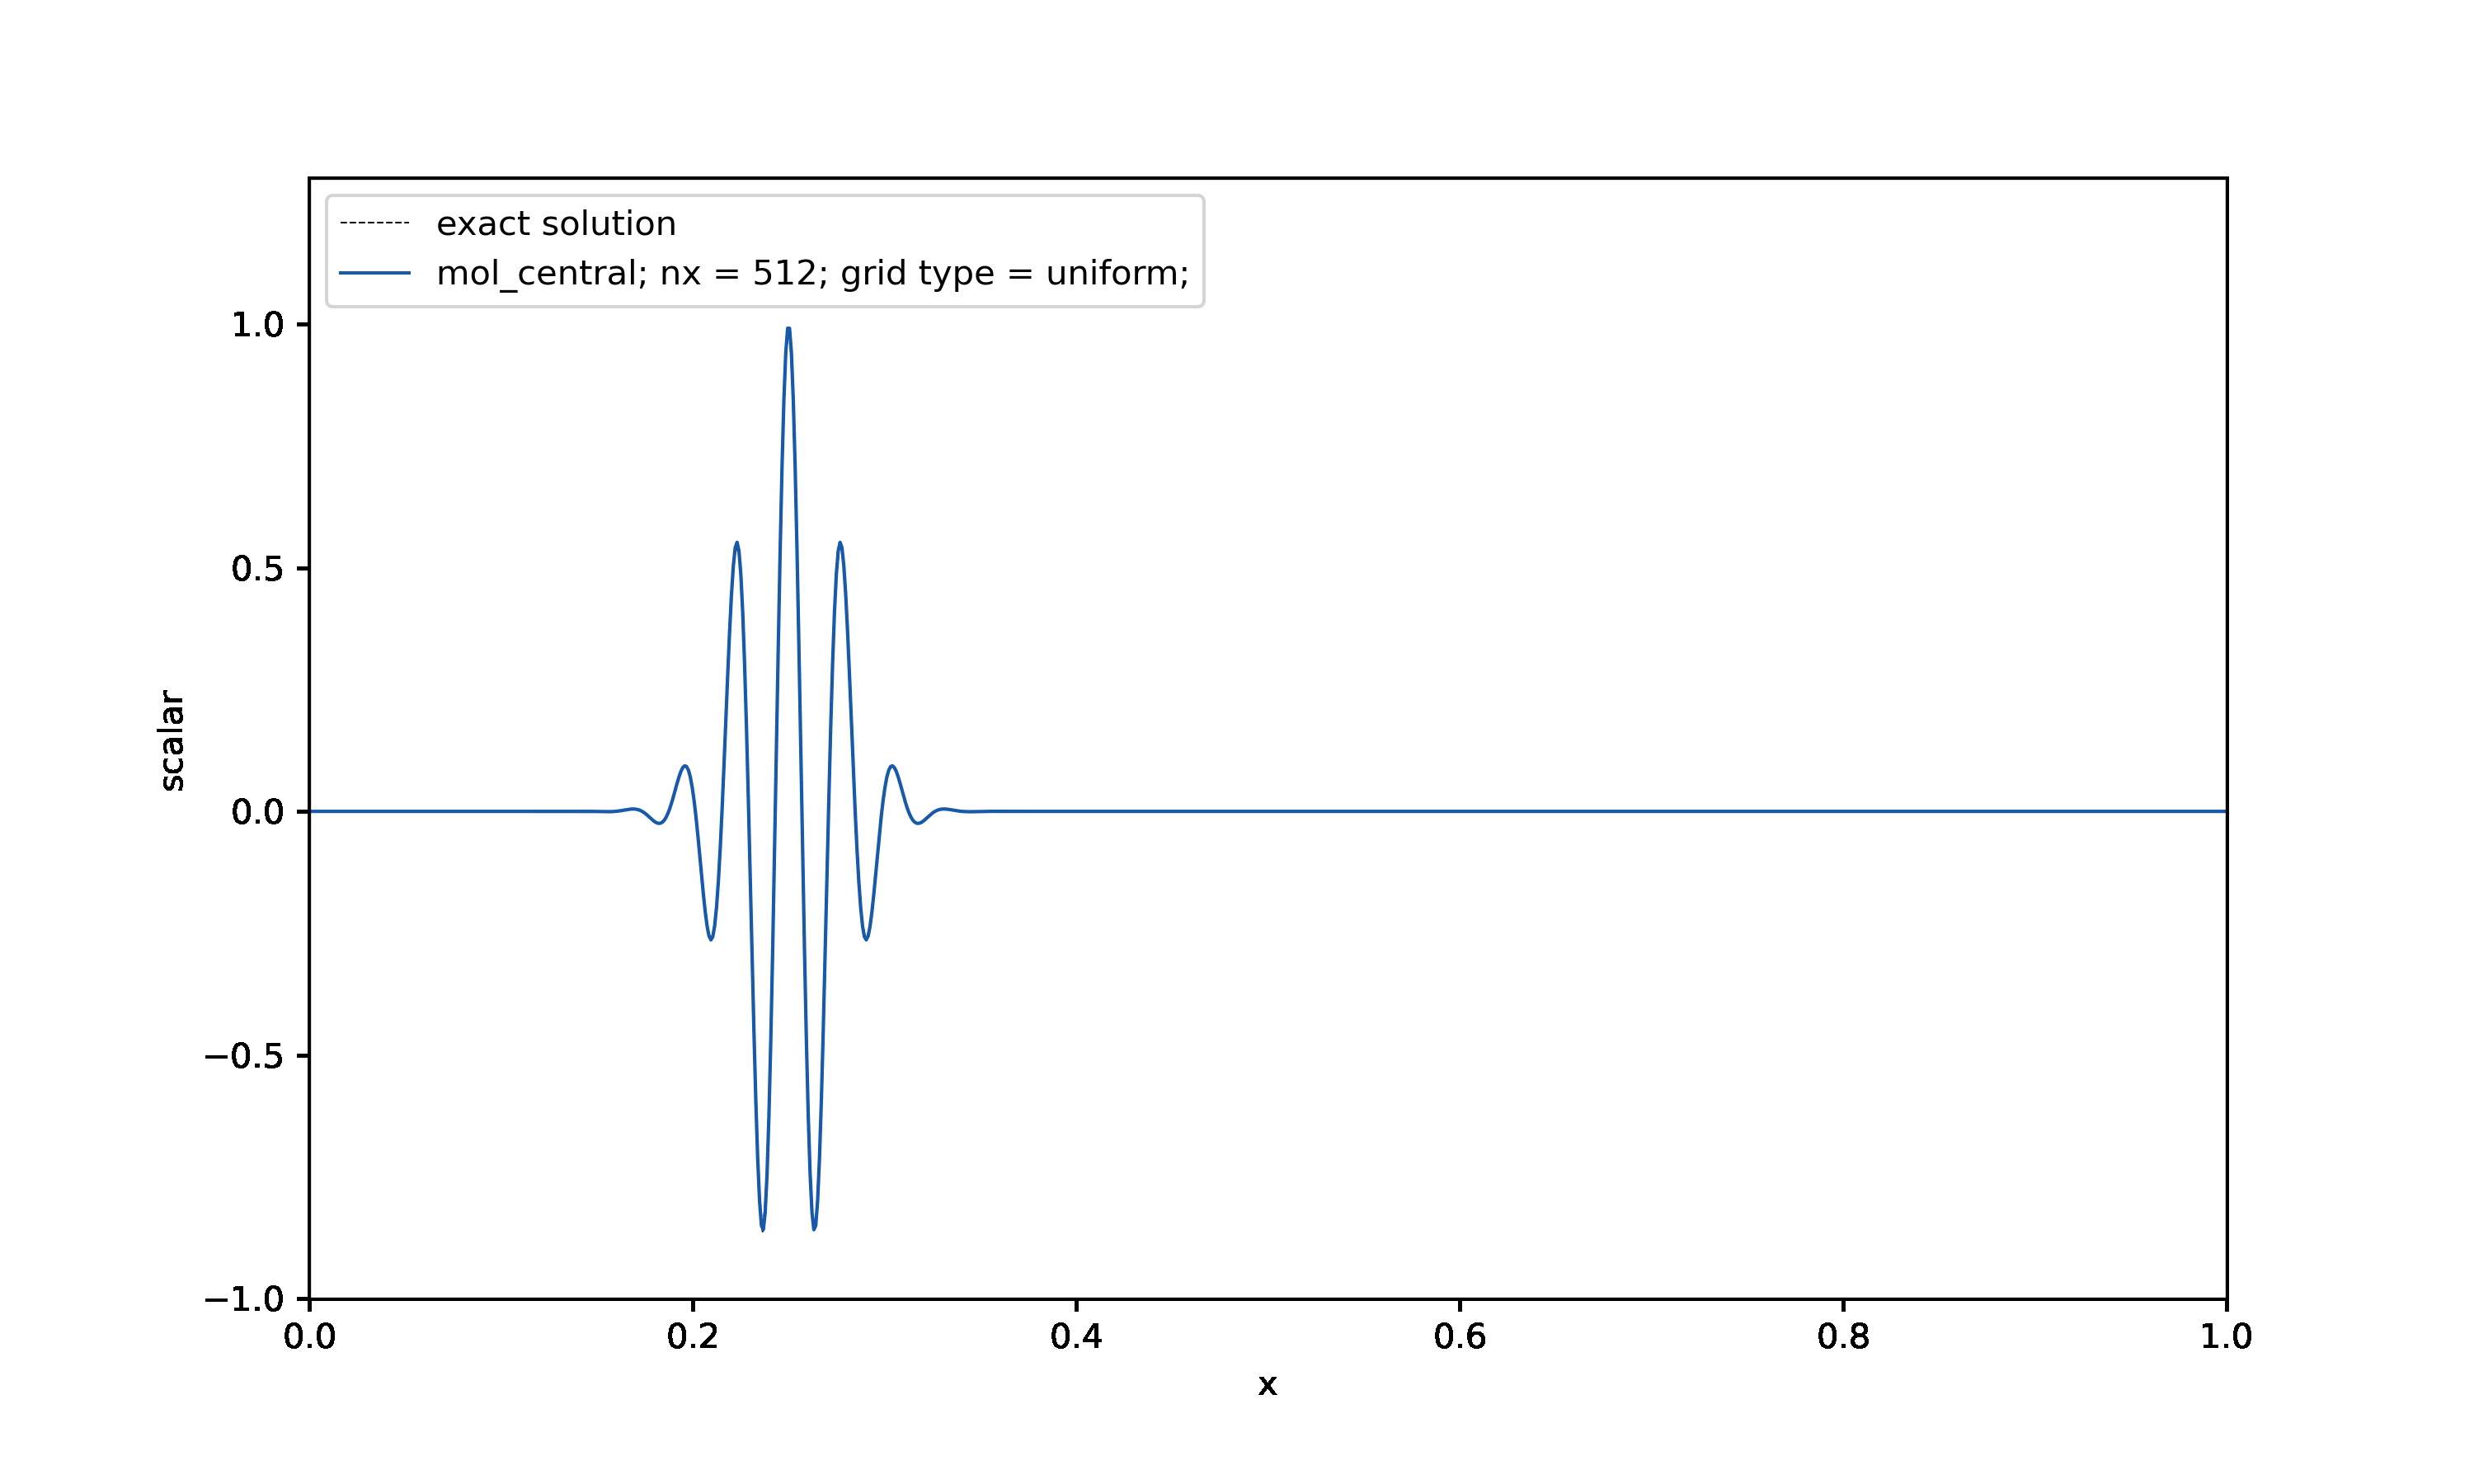 exact solution
mol_central; nx = 512; grid type = uniform;
1.0
0.5
0.0
−0.5
−1.0
scalar
0.0 0.2 0.4 0.6 0.8 1.0
x